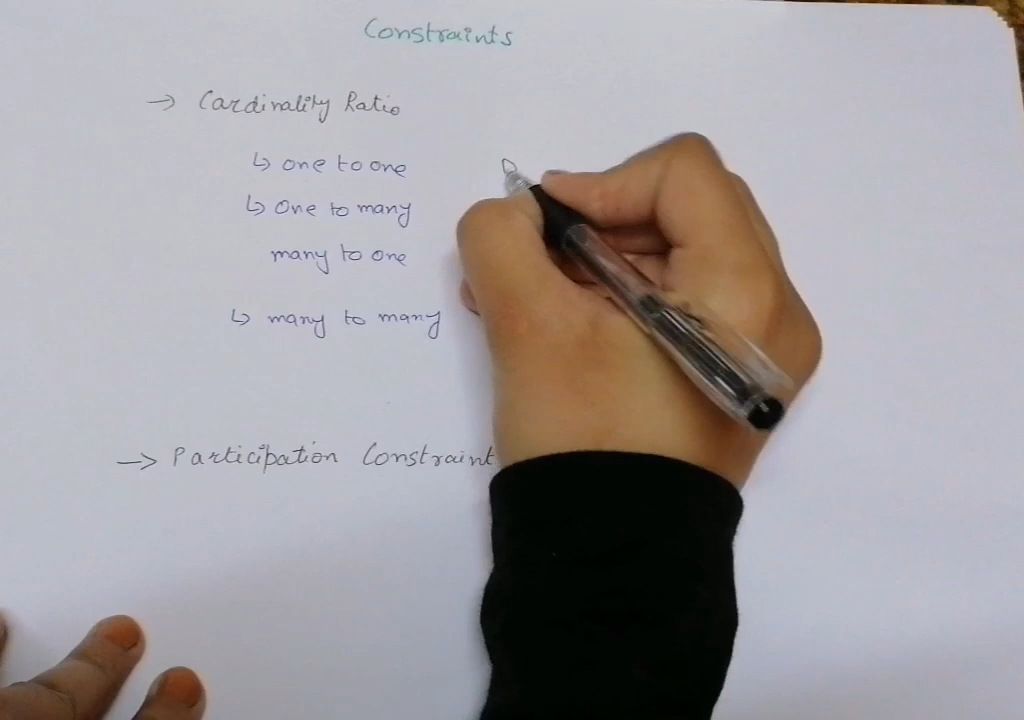 Constraints
→ Cardinality Ratio
↳ one to one
↳ One to many
many to one
↳ many to many
→ Participation Constraint